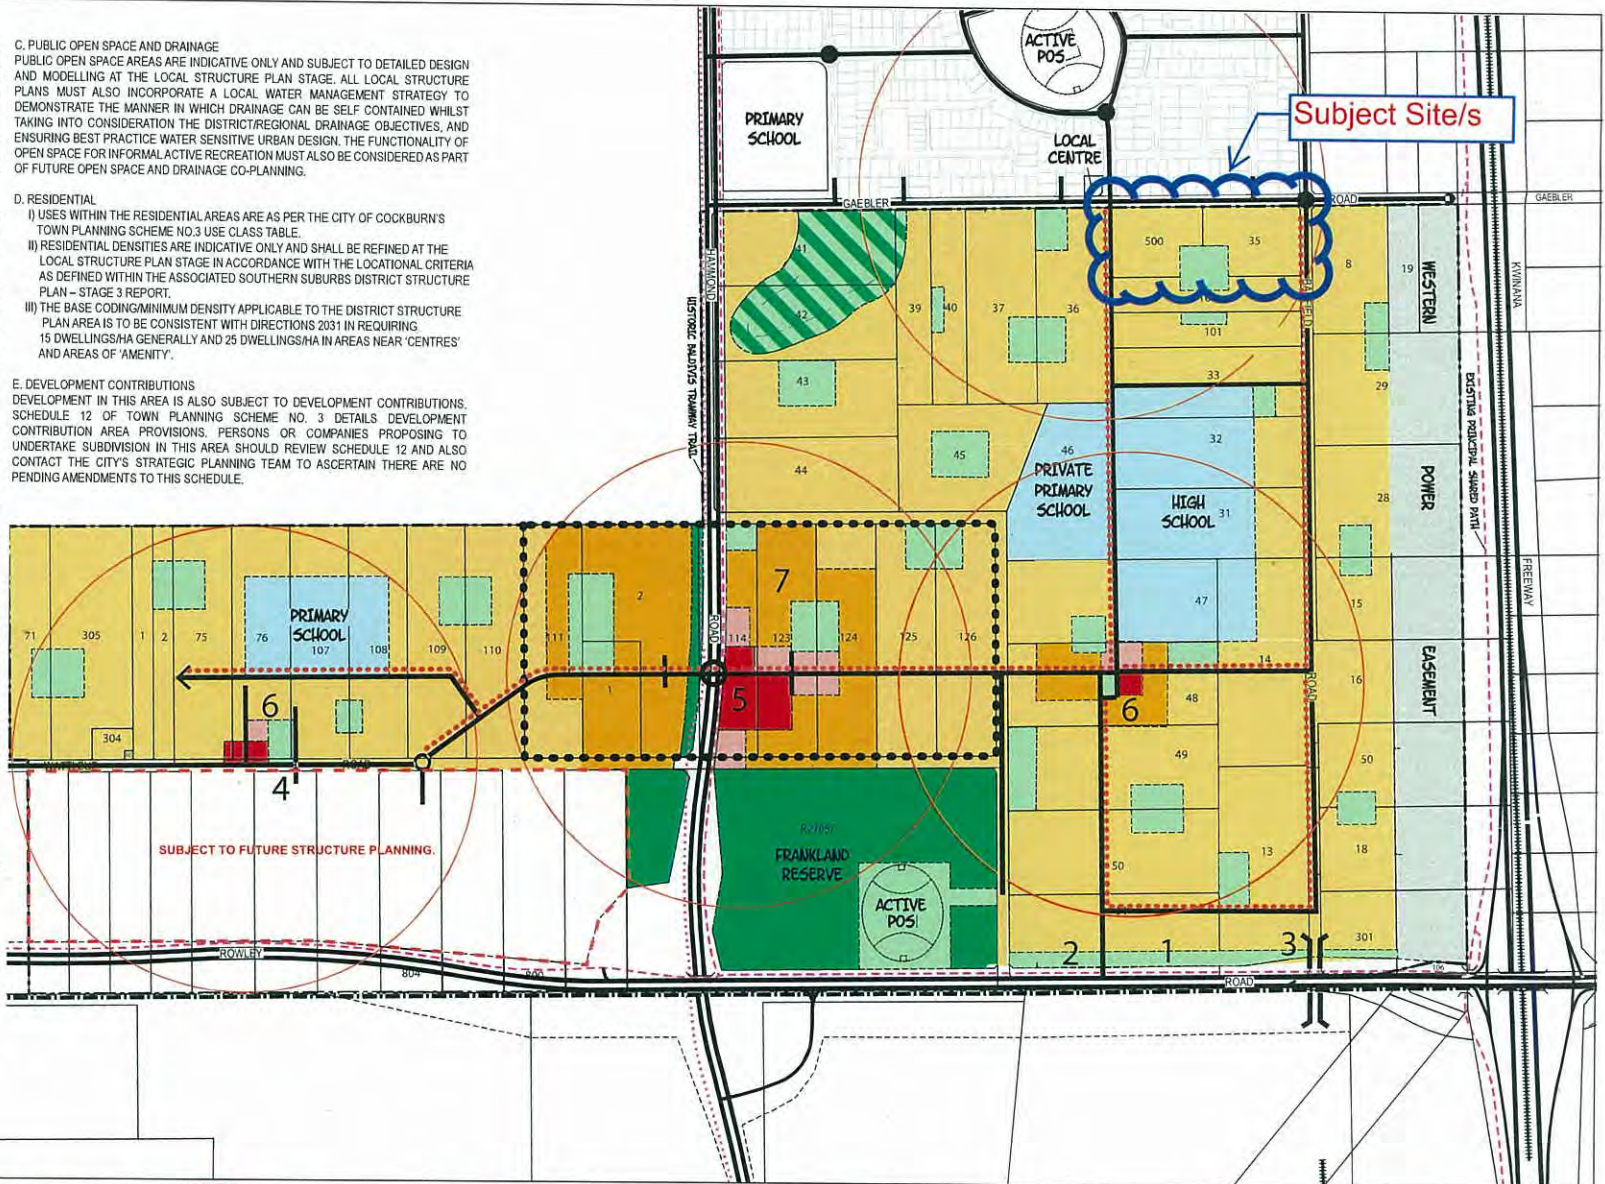 C. PUBLIC OPEN SPACE AND DRAINAGE
PUBLIC OPEN SPACE AREAS ARE INDICATIVE ONLY AND SUBJECT TO DETAILED DESIGN
AND MODELLING AT THE LOCAL STRUCTURE PLAN STAGE. ALL LOCAL STRUCTURE
PLANS MUST ALSO INCORPORATE A LOCAL WATER MANAGEMENT STRATEGY TO
DEMONSTRATE THE MANNER IN WHICH DRAINAGE CAN BE SELF CONTAINED WHILST
TAKING INTO CONSIDERATION THE DISTRICT/REGIONAL DRAINAGE OBJECTIVES, AND
ENSURING BEST PRACTICE WATER SENSITIVE URBAN DESIGN. THE FUNCTIONALITY OF
OPEN SPACE FOR INFORMAL ACTIVE RECREATION MUST ALSO BE CONSIDERED AS PART
OF FUTURE OPEN SPACE AND DRAINAGE CO-PLANNING.
D. RESIDENTIAL
I) USES WITHIN THE RESIDENTIAL AREAS ARE AS PER THE CITY OF COCKBURN'S
TOWN PLANNING SCHEME NO.3 USE CLASS TABLE.
II) RESIDENTIAL DENSITIES ARE INDICATIVE ONLY AND SHALL BE REFINED AT THE
LOCAL STRUCTURE PLAN STAGE IN ACCORDANCE WITH THE LOCATIONAL CRITERIA
AS DEFINED WITHIN THE ASSOCIATED SOUTHERN SUBURBS DISTRICT STRUCTURE
PLAN – STAGE 3 REPORT.
III) THE BASE CODING/MINIMUM DENSITY APPLICABLE TO THE DISTRICT STRUCTURE
PLAN AREA IS TO BE CONSISTENT WITH DIRECTIONS 2031 IN REQUIRING
15 DWELLINGS/HA GENERALLY AND 25 DWELLINGS/HA IN AREAS NEAR 'CENTRES'
AND AREAS OF 'AMENITY'.
E. DEVELOPMENT CONTRIBUTIONS
DEVELOPMENT IN THIS AREA IS ALSO SUBJECT TO DEVELOPMENT CONTRIBUTIONS.
SCHEDULE 12 OF TOWN PLANNING SCHEME NO. 3 DETAILS DEVELOPMENT
CONTRIBUTION AREA PROVISIONS. PERSONS OR COMPANIES PROPOSING TO
UNDERTAKE SUBDIVISION IN THIS AREA SHOULD REVIEW SCHEDULE 12 AND ALSO
CONTACT THE CITY'S STRATEGIC PLANNING TEAM TO ASCERTAIN THERE ARE NO
PENDING AMENDMENTS TO THIS SCHEDULE.
ACTIVE
POS
PRIMARY
SCHOOL
Subject Site/s
LOCAL
CENTRE
GAEBLER
ROAD
GAEBLER
HAMMOND
HISTORIC BALDIVIS TRAMWAY TRAIL
41
42
39
40
37
36
500
35
101
33
8
19
WESTERN
KWINANA
43
44
45
46
PRIVATE
PRIMARY
SCHOOL
HIGH
SCHOOL
32
31
47
29
28
POWER
EXISTING PRINCIPAL SHARED PATH
FREEWAY
15
16
EASEMENT
71
305
1
2
75
76
PRIMARY
SCHOOL
107
108
109
110
111
2
1
7
ROAD
114
123
124
125
126
5
14
ROAD
6
304
6
48
49
50
ROAD
4
SUBJECT TO FUTURE STRUCTURE PLANNING.
FRANKLAND
RESERVE
ACTIVE
POS
50
13
18
2
1
3
301
106
ROWLEY
804
800
ROAD